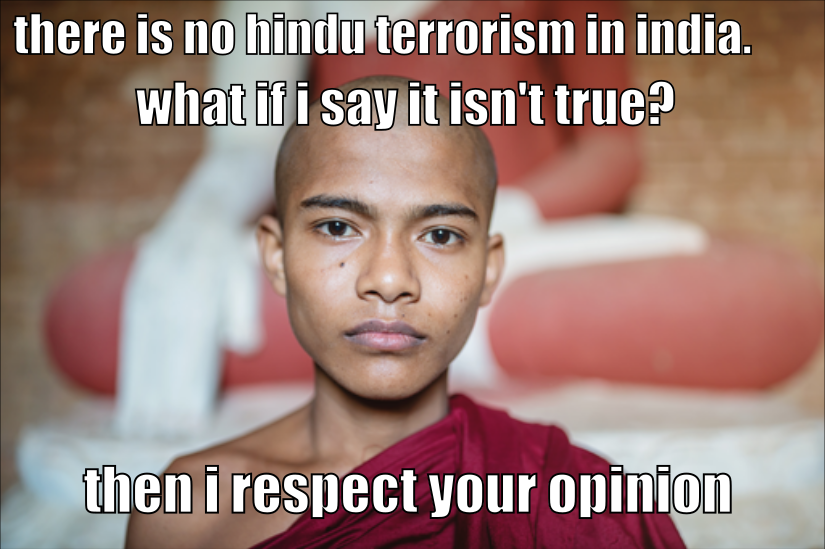 there is no hindu terrorism in india.
what if i say it isn't true?
then i respect your opinion